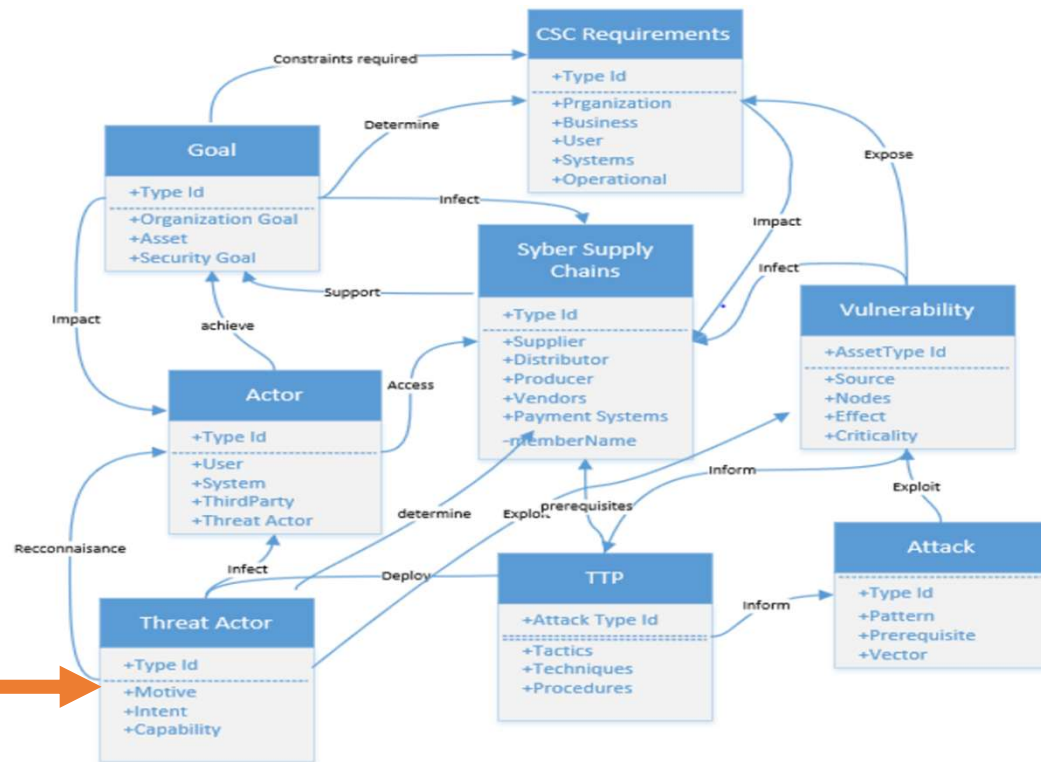 CSC Requirements
+Type Id
+Prganization
+Business
+User
+Systems
+Operational
Constraints required
Determine
Goal
+Type Id
+Organization Goal
+Asset
+Security Goal
Infect
Expose
Impact
Infect
Syber Supply
Chains
+Type Id
+Supplier
+Distributor
+Producer
+Vendors
+Payment Systems
-memberName
Support
Vulnerability
+AssetType Id
+Source
+Nodes
+Effect
+Criticality
Impact
achieve
Access
Actor
+Type Id
+User
+System
+ThirdParty
+Threat Actor
Inform
Exploit
determine
Exploit
prerequisites
Recconnaisance
Infect
Deploy
TTP
+Attack Type Id
+Tactics
+Techniques
+Procedures
Inform
Attack
+Type Id
+Pattern
+Prerequisite
+Vector
Threat Actor
+Type Id
+Motive
+Intent
+Capability